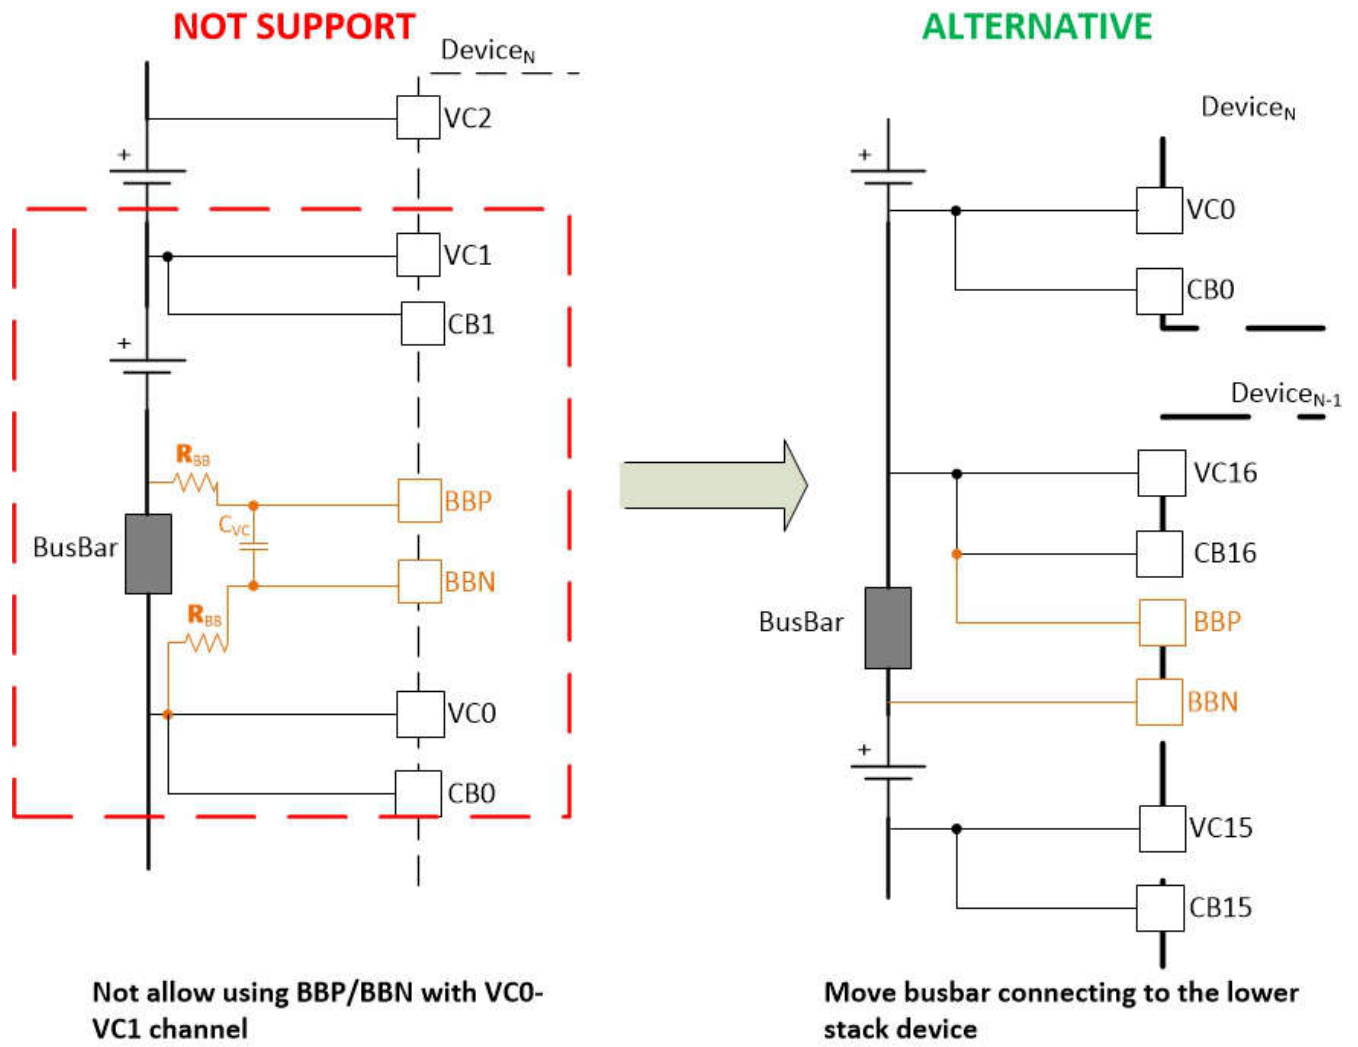 NOT SUPPORT
DeviceN
VC2
+
VC1
CB1
+
RBB
BBP
CVC
BusBar
BBN
RBB
VC0
CB0
Not allow using BBP/BBN with VC0-
VC1 channel
ALTERNATIVE
DeviceN
+
VC0
CB0
DeviceN-1
VC16
CB16
BusBar
BBP
BBN
+
VC15
CB15
Move busbar connecting to the lower
stack device